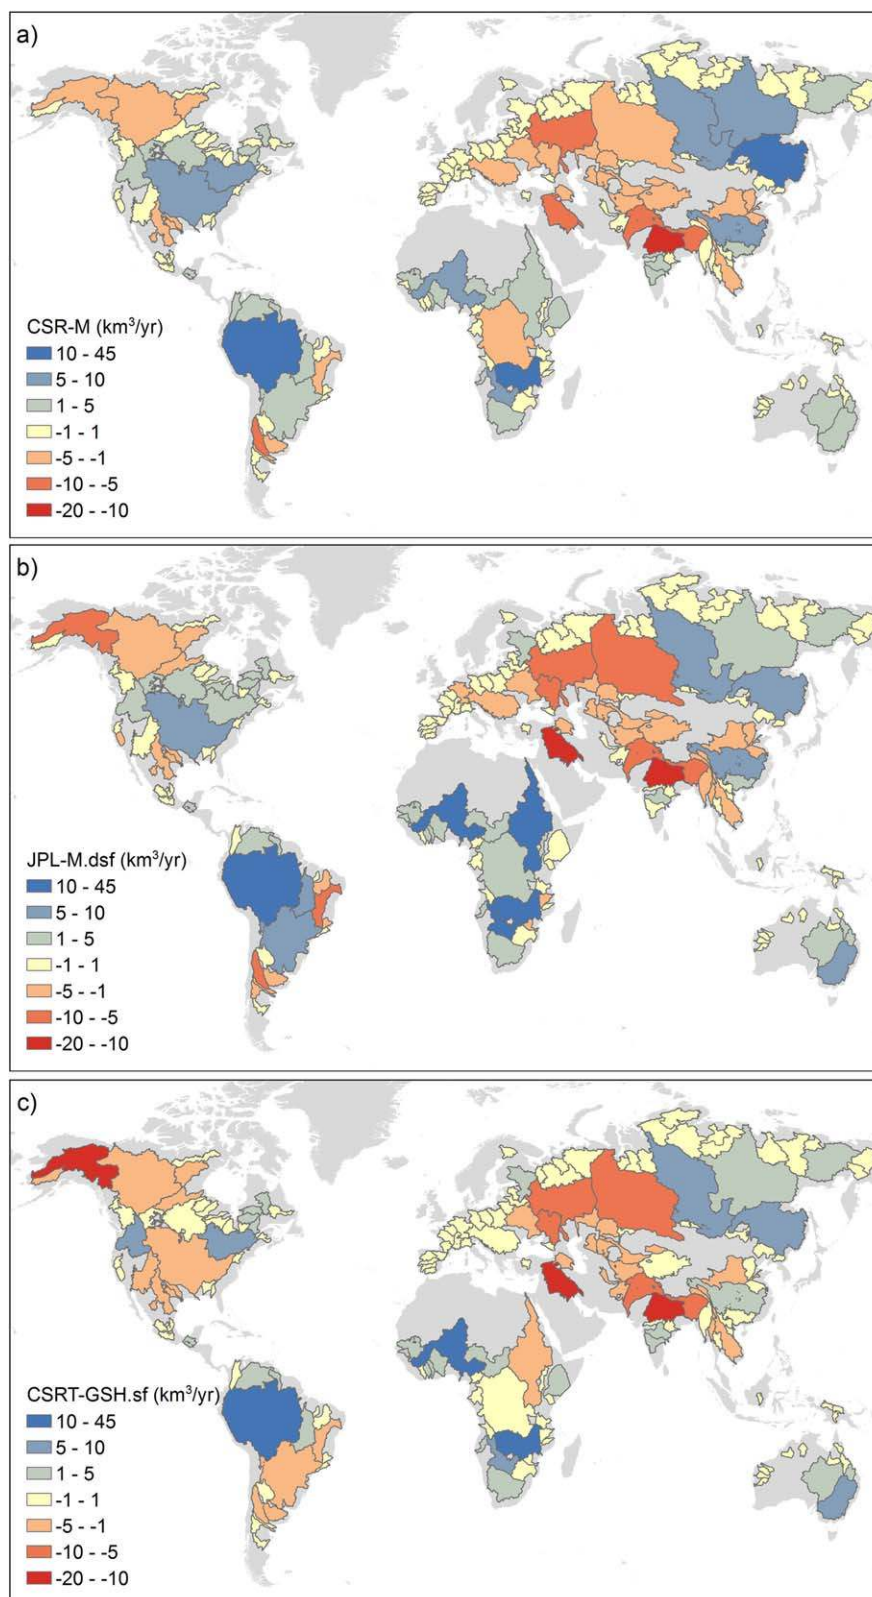 a)
CSR-M (km³/yr)
10 - 45
5 - 10
1 - 5
-1 - 1
-5 - -1
-10 - -5
-20 - -10
b)
JPL-M.dsf (km³/yr)
10 - 45
5 - 10
1 - 5
-1 - 1
-5 - -1
-10 - -5
-20 - -10
c)
CSRT-GSH.sf (km³/yr)
10 - 45
5 - 10
1 - 5
-1 - 1
-5 - -1
-10 - -5
-20 - -10